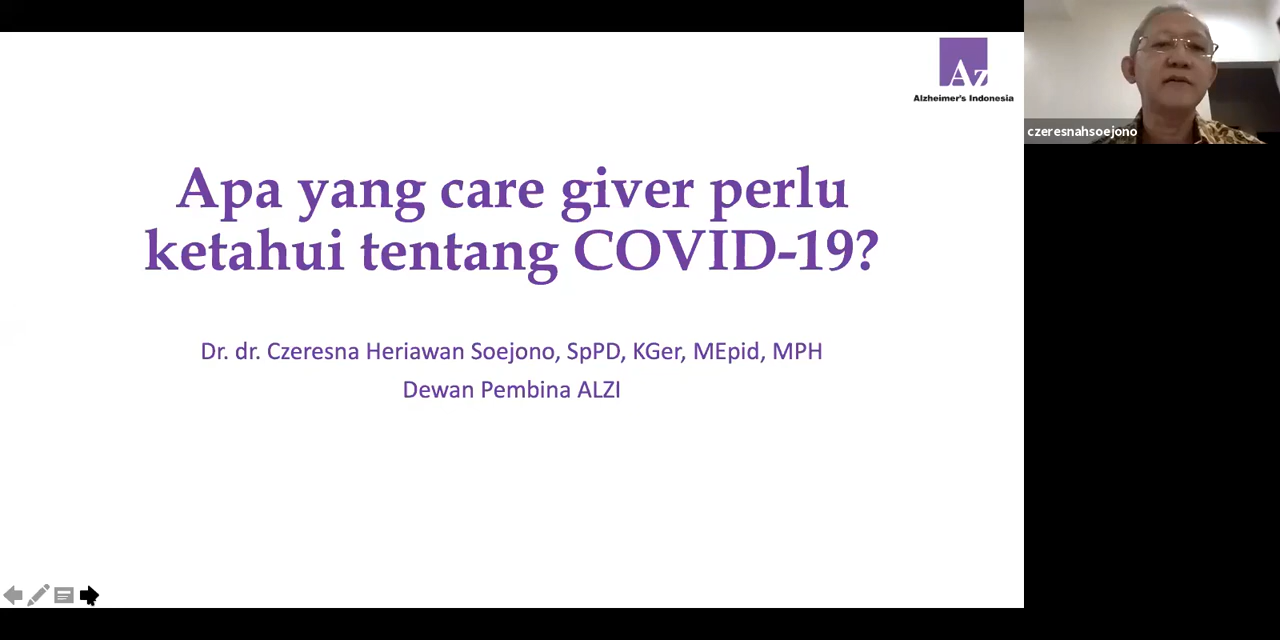 Az
Alzheimer's Indonesia
czeresnahsoejono
Apa yang care giver perlu
ketahui tentang COVID-19?
Dr. dr. Czeresna Heriawan Soejono, SpPD, KGer, MEpid, MPH
Dewan Pembina ALZI